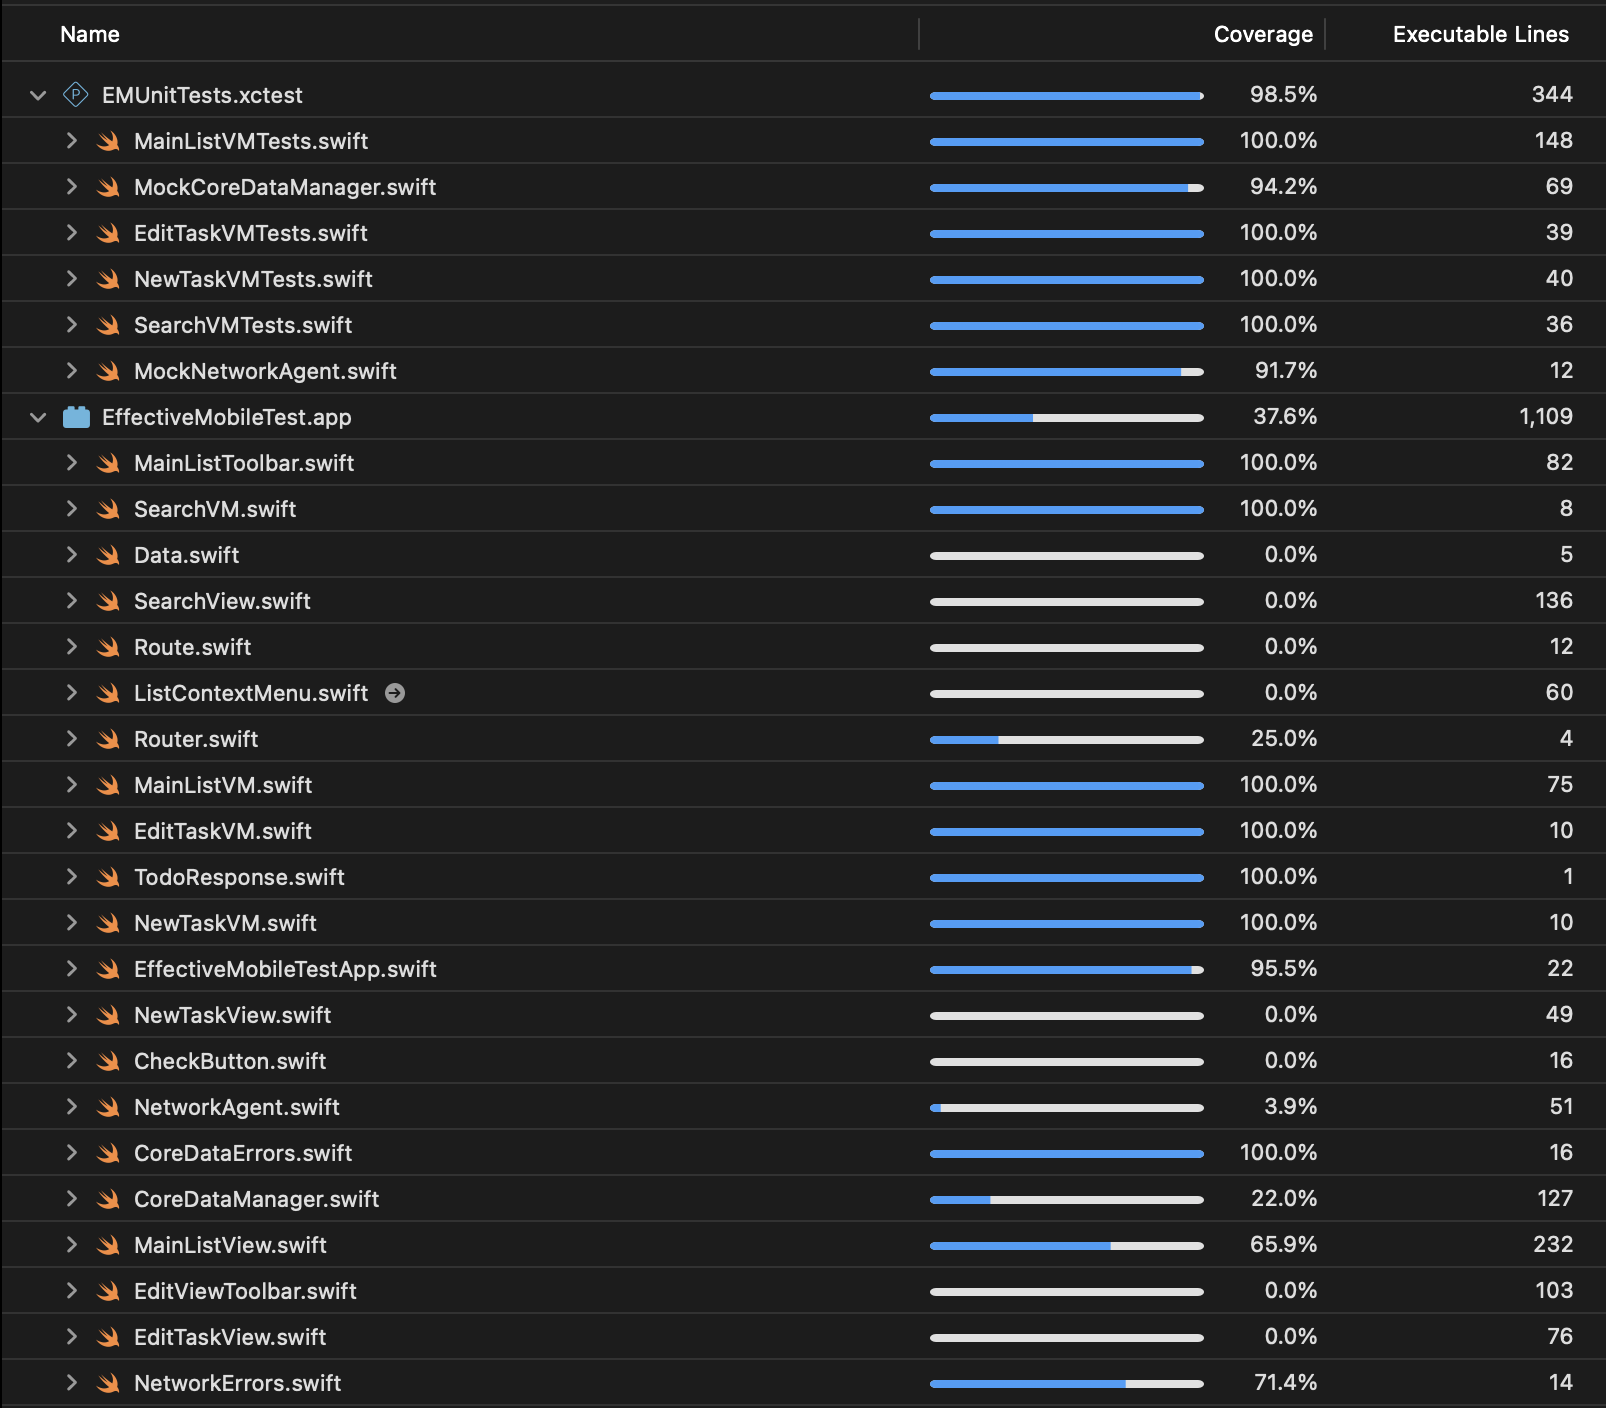 Name Coverage Executable Lines
P EMUnitTests.xctest 98.5% 344
MainListVMTests.swift 100.0% 148
MockCoreDataManager.swift 94.2% 69
EditTaskVMTests.swift 100.0% 39
NewTaskVMTests.swift 100.0% 40
SearchVMTests.swift 100.0% 36
MockNetworkAgent.swift 91.7% 12
EffectiveMobileTest.app 37.6% 1,109
MainListToolbar.swift 100.0% 82
SearchVM.swift 100.0% 8
Data.swift 0.0% 5
SearchView.swift 0.0% 136
Route.swift 0.0% 12
ListContextMenu.swift 0.0% 60
Router.swift 25.0% 4
MainListVM.swift 100.0% 75
EditTaskVM.swift 100.0% 10
TodoResponse.swift 100.0% 1
NewTaskVM.swift 100.0% 10
EffectiveMobileTestApp.swift 95.5% 22
NewTaskView.swift 0.0% 49
CheckButton.swift 0.0% 16
NetworkAgent.swift 3.9% 51
CoreDataErrors.swift 100.0% 16
CoreDataManager.swift 22.0% 127
MainListView.swift 65.9% 232
EditViewToolbar.swift 0.0% 103
EditTaskView.swift 0.0% 76
NetworkErrors.swift 71.4% 14